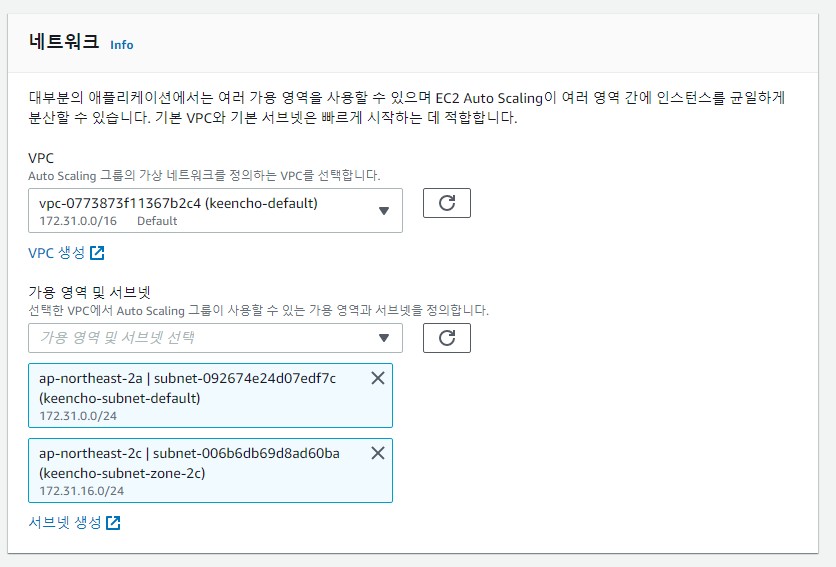 네트워크 Info
대부분의 애플리케이션에서는 여러 가용 영역을 사용할 수 있으며 EC2 Auto Scaling이 여러 영역 간에 인스턴스를 균일하게
분산할 수 있습니다. 기본 VPC와 기본 서브넷은 빠르게 시작하는 데 적합합니다.
VPC
Auto Scaling 그룹의 가상 네트워크를 정의하는 VPC를 선택합니다.
vpc-0773873f11367b2c4 (keencho-default)
172.31.0.0/16 Default
VPC 생성
가용 영역 및 서브넷
선택한 VPC에서 Auto Scaling 그룹이 사용할 수 있는 가용 영역과 서브넷을 정의합니다.
가용 영역 및 서브넷 선택
ap-northeast-2a | subnet-092674e24d07edf7c
(keencho-subnet-default)
172.31.0.0/24
ap-northeast-2c | subnet-006b6db69d8ad60ba
(keencho-subnet-zone-2c)
172.31.16.0/24
서브넷 생성